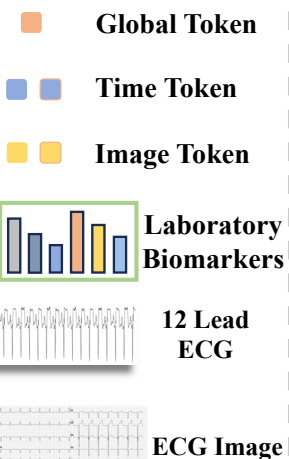 Global Token
Time Token
Image Token
Laboratory
Biomarkers
12 Lead
ECG
ECG Image